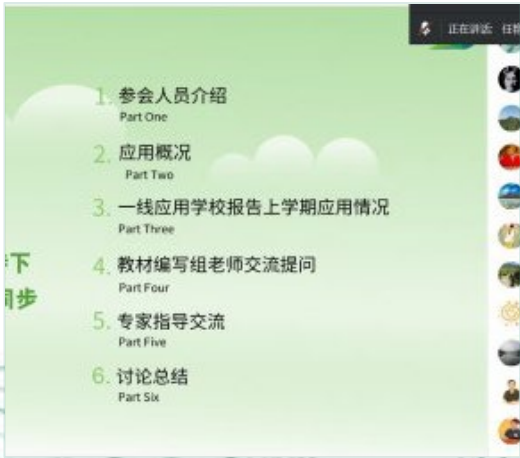 正在讲话:
1. 参会人员介绍
Part One
2. 应用概况
Part Two
3. 一线应用学校报告上学期应用情况
Part Three
下
4. 教材编写组老师交流提问
Part Four
步
5. 专家指导交流
Part Five
6. 讨论总结
Part Six